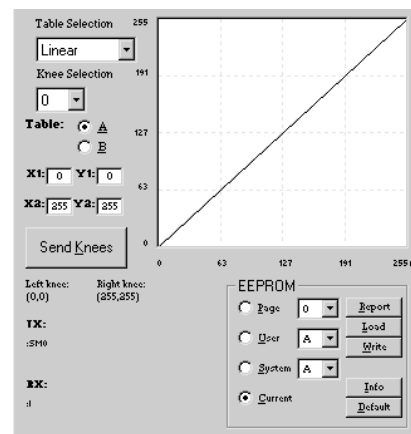 Table Selection
Linear
Knee Selection
0
Table: A
B
X1: 0 Y1: 0
X2: 255 Y2: 255
Send Knees
Left knee: Right knee:
(0,0) (255,255)
TX:
:SM0
RX:
255
191
127
63
0
0 63 127 191 255
EEPROM
Page 0 Report
Load
User A Write
System A
Info
Current Default